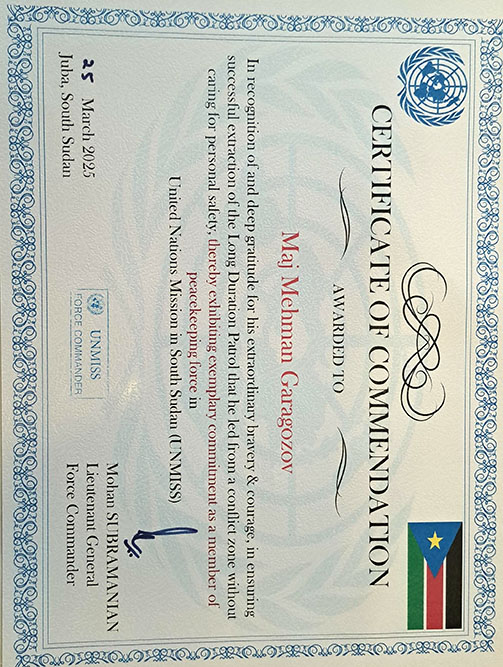 CERTIFICATE OF COMMENDATION
AWARDED TO
Maj Mehman Garagozov
In recognition of and deep gratitude for his extraordinary bravery & courage, in ensuring
successful extraction of the Long Duration Patrol that he led from a conflict zone without
caring for personal safety, thereby exhibiting exemplary commitment as a member of
peacekeeping force in
United Nations Mission in South Sudan (UNMISS)
25 March 2025
Juba, South Sudan
UNMISS
FORCE COMMANDER
Mohan SUBRAMANIAN
Lieutenant General
Force Commander